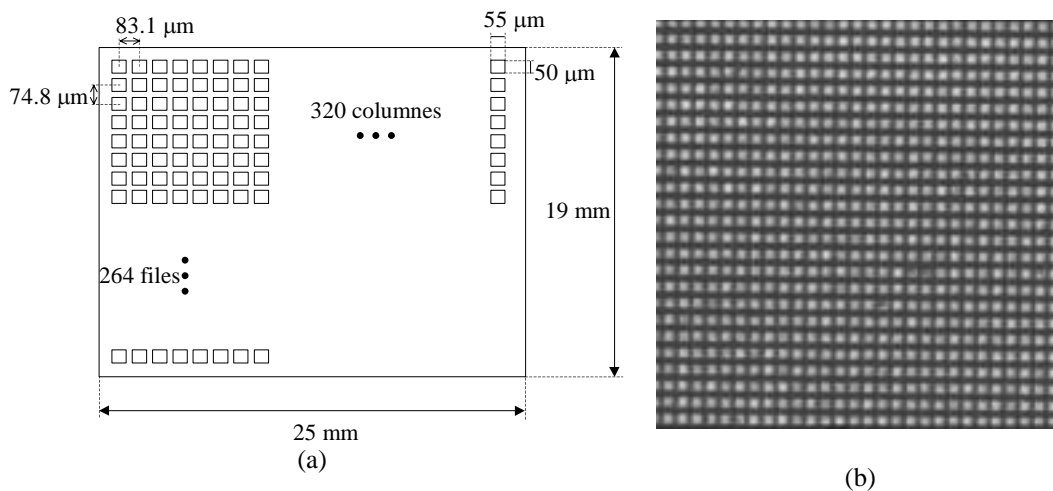 83.1 μm
55 μm
50 μm
74.8 μm
320 columnes
19 mm
264 files
25 mm
(a)
(b)